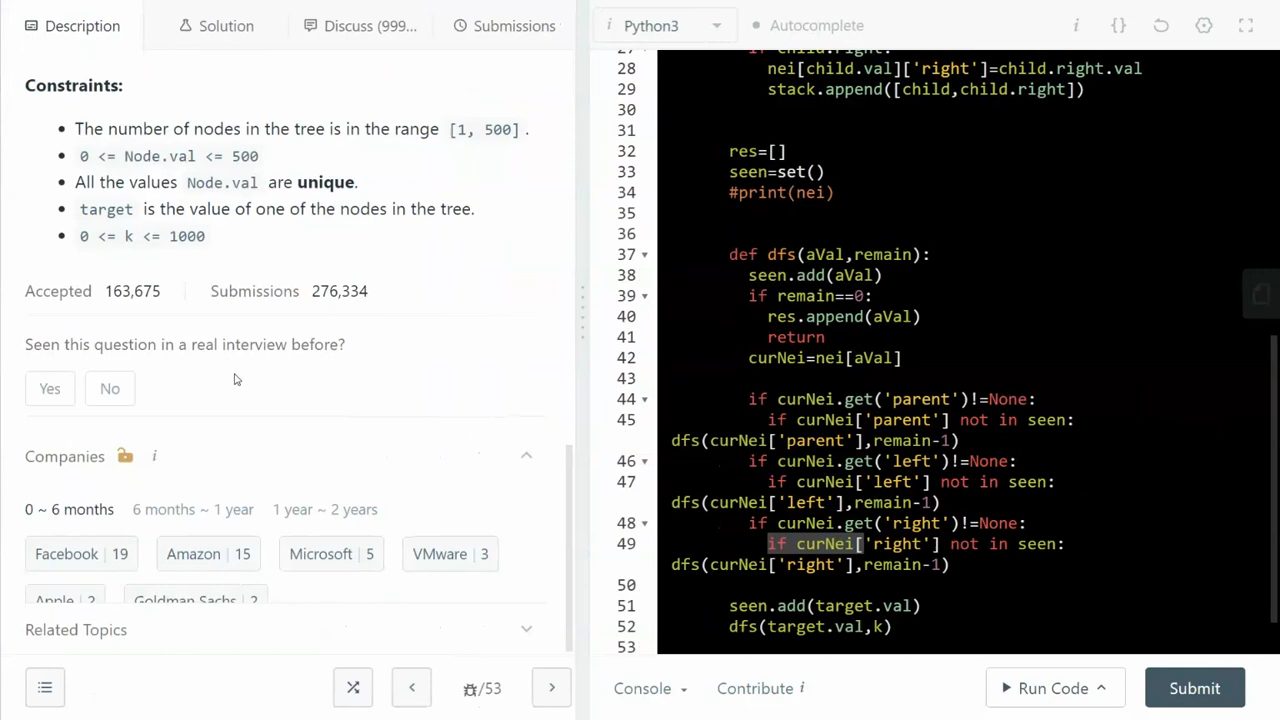 Description
Solution
Discuss (999...
Submissions
Constraints:
The number of nodes in the tree is in the range [1, 500].
0 <= Node.val <= 500
All the values Node.val are unique.
target is the value of one of the nodes in the tree.
0 <= k <= 1000
Accepted 163,675 Submissions 276,334
Seen this question in a real interview before?
Yes No
Companies i
0 ~ 6 months 6 months ~ 1 year 1 year ~ 2 years
Facebook | 19 Amazon | 15 Microsoft | 5 VMware | 3
Apple | 2 Goldman Sachs | 2
Related Topics
/53
i Python3 Autocomplete i {}
27 if child.right:
28 nei[child.val]['right']=child.right.val
29 stack.append([child,child.right])
30
31
32 res=[]
33 seen=set()
34 #print(nei)
35
36
37 def dfs(aVal,remain):
38 seen.add(aVal)
39 if remain==0:
40 res.append(aVal)
41 return
42 curNei=nei[aVal]
43
44 if curNei.get('parent')!=None:
45 if curNei['parent'] not in seen:
dfs(curNei['parent'],remain-1)
46 if curNei.get('left')!=None:
47 if curNei['left'] not in seen:
dfs(curNei['left'],remain-1)
48 if curNei.get('right')!=None:
49 if curNei['right'] not in seen:
dfs(curNei['right'],remain-1)
50
51 seen.add(target.val)
52 dfs(target.val,k)
53
Console Contribute i Run Code Submit